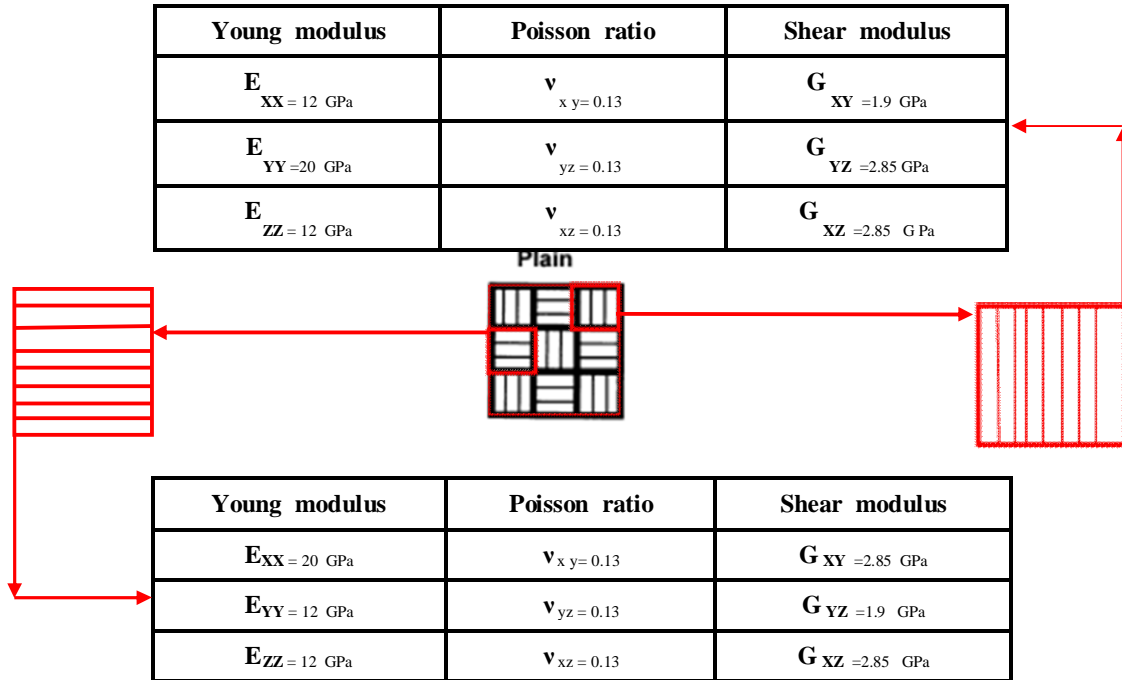 Young modulus Poisson ratio Shear modulus
E XX = 12 GPa ν x y= 0.13 G XY =1.9 GPa
E YY =20 GPa ν yz = 0.13 G YZ =2.85 GPa
E ZZ = 12 GPa ν xz = 0.13 G XZ =2.85 G Pa
Plain
Young modulus Poisson ratio Shear modulus
E XX = 20 GPa ν x y= 0.13 G XY =2.85 GPa
E YY = 12 GPa ν yz = 0.13 G YZ =1.9 GPa
E ZZ = 12 GPa ν xz = 0.13 G XZ =2.85 GPa